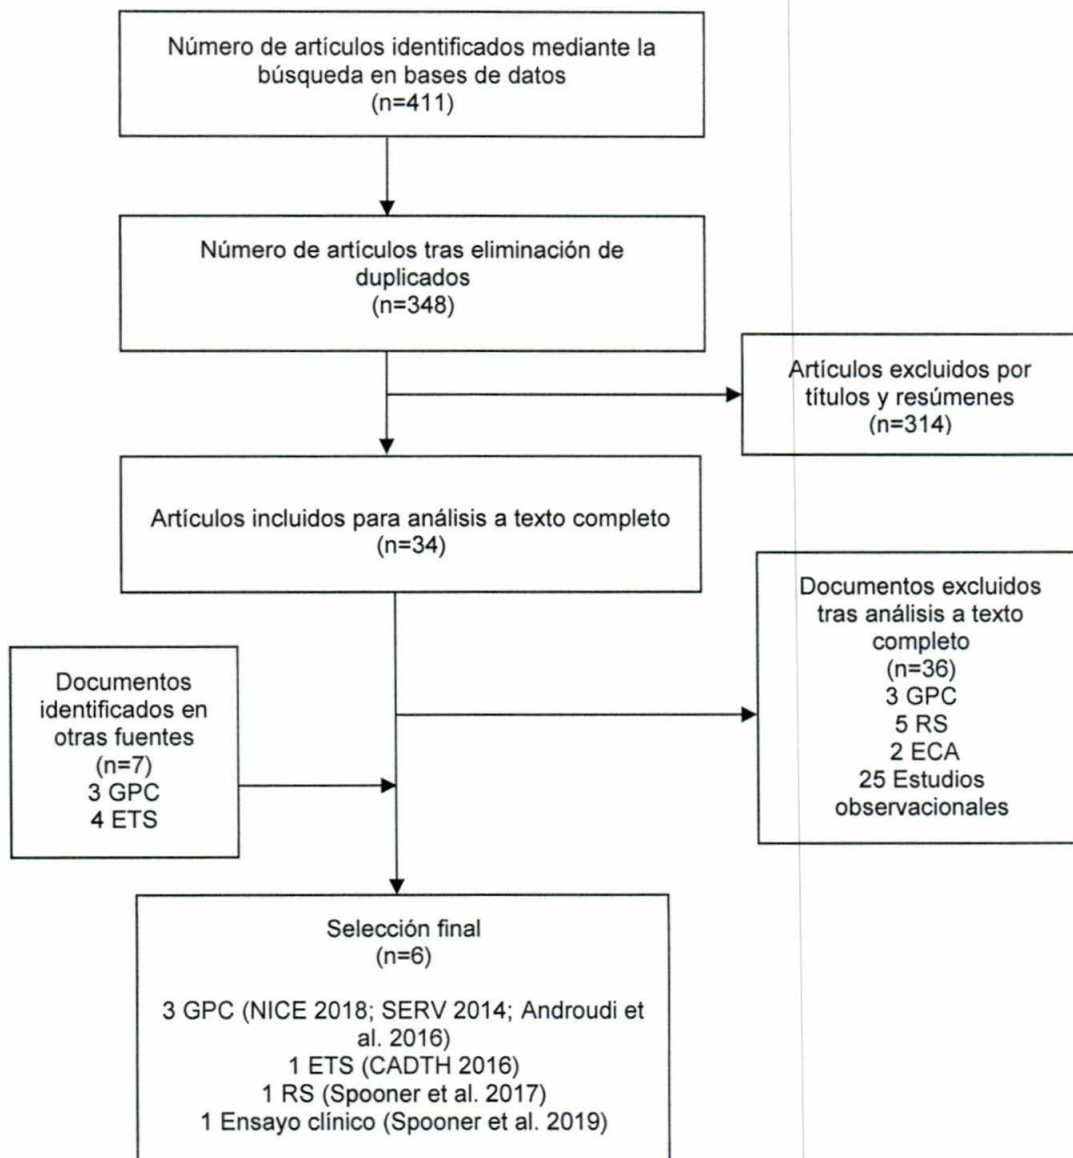 Número de artículos identificados mediante la
búsqueda en bases de datos
(n=411)
Número de artículos tras eliminación de
duplicados
(n=348)
Artículos excluidos por
títulos y resúmenes
(n=314)
Artículos incluidos para análisis a texto completo
(n=34)
Documentos excluidos
tras análisis a texto
completo
(n=36)
3 GPC
5 RS
2 ECA
25 Estudios
observacionales
Documentos
identificados en
otras fuentes
(n=7)
3 GPC
4 ETS
Selección final
(n=6)
3 GPC (NICE 2018; SERV 2014; Androudi et
al. 2016)
1 ETS (CADTH 2016)
1 RS (Spooner et al. 2017)
1 Ensayo clínico (Spooner et al. 2019)